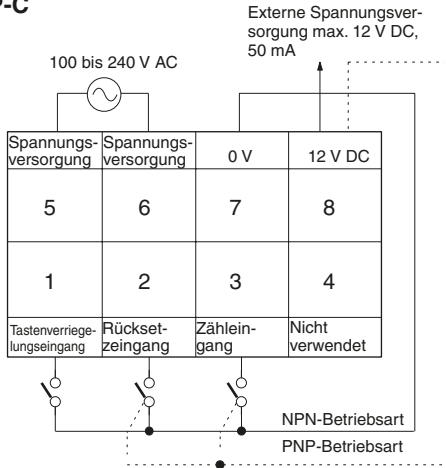 -C
Externe Spannungsver-
sorgung max. 12 V DC,
50 mA
100 bis 240 V AC
Spannungs-
versorgung
Spannungs-
versorgung
0 V
12 V DC
5
6
7
8
1
2
3
4
Tastenverriege-
lungseingang
Rückset-
zeingang
Zählein-
gang
Nicht
verwendet
NPN-Betriebsart
PNP-Betriebsart